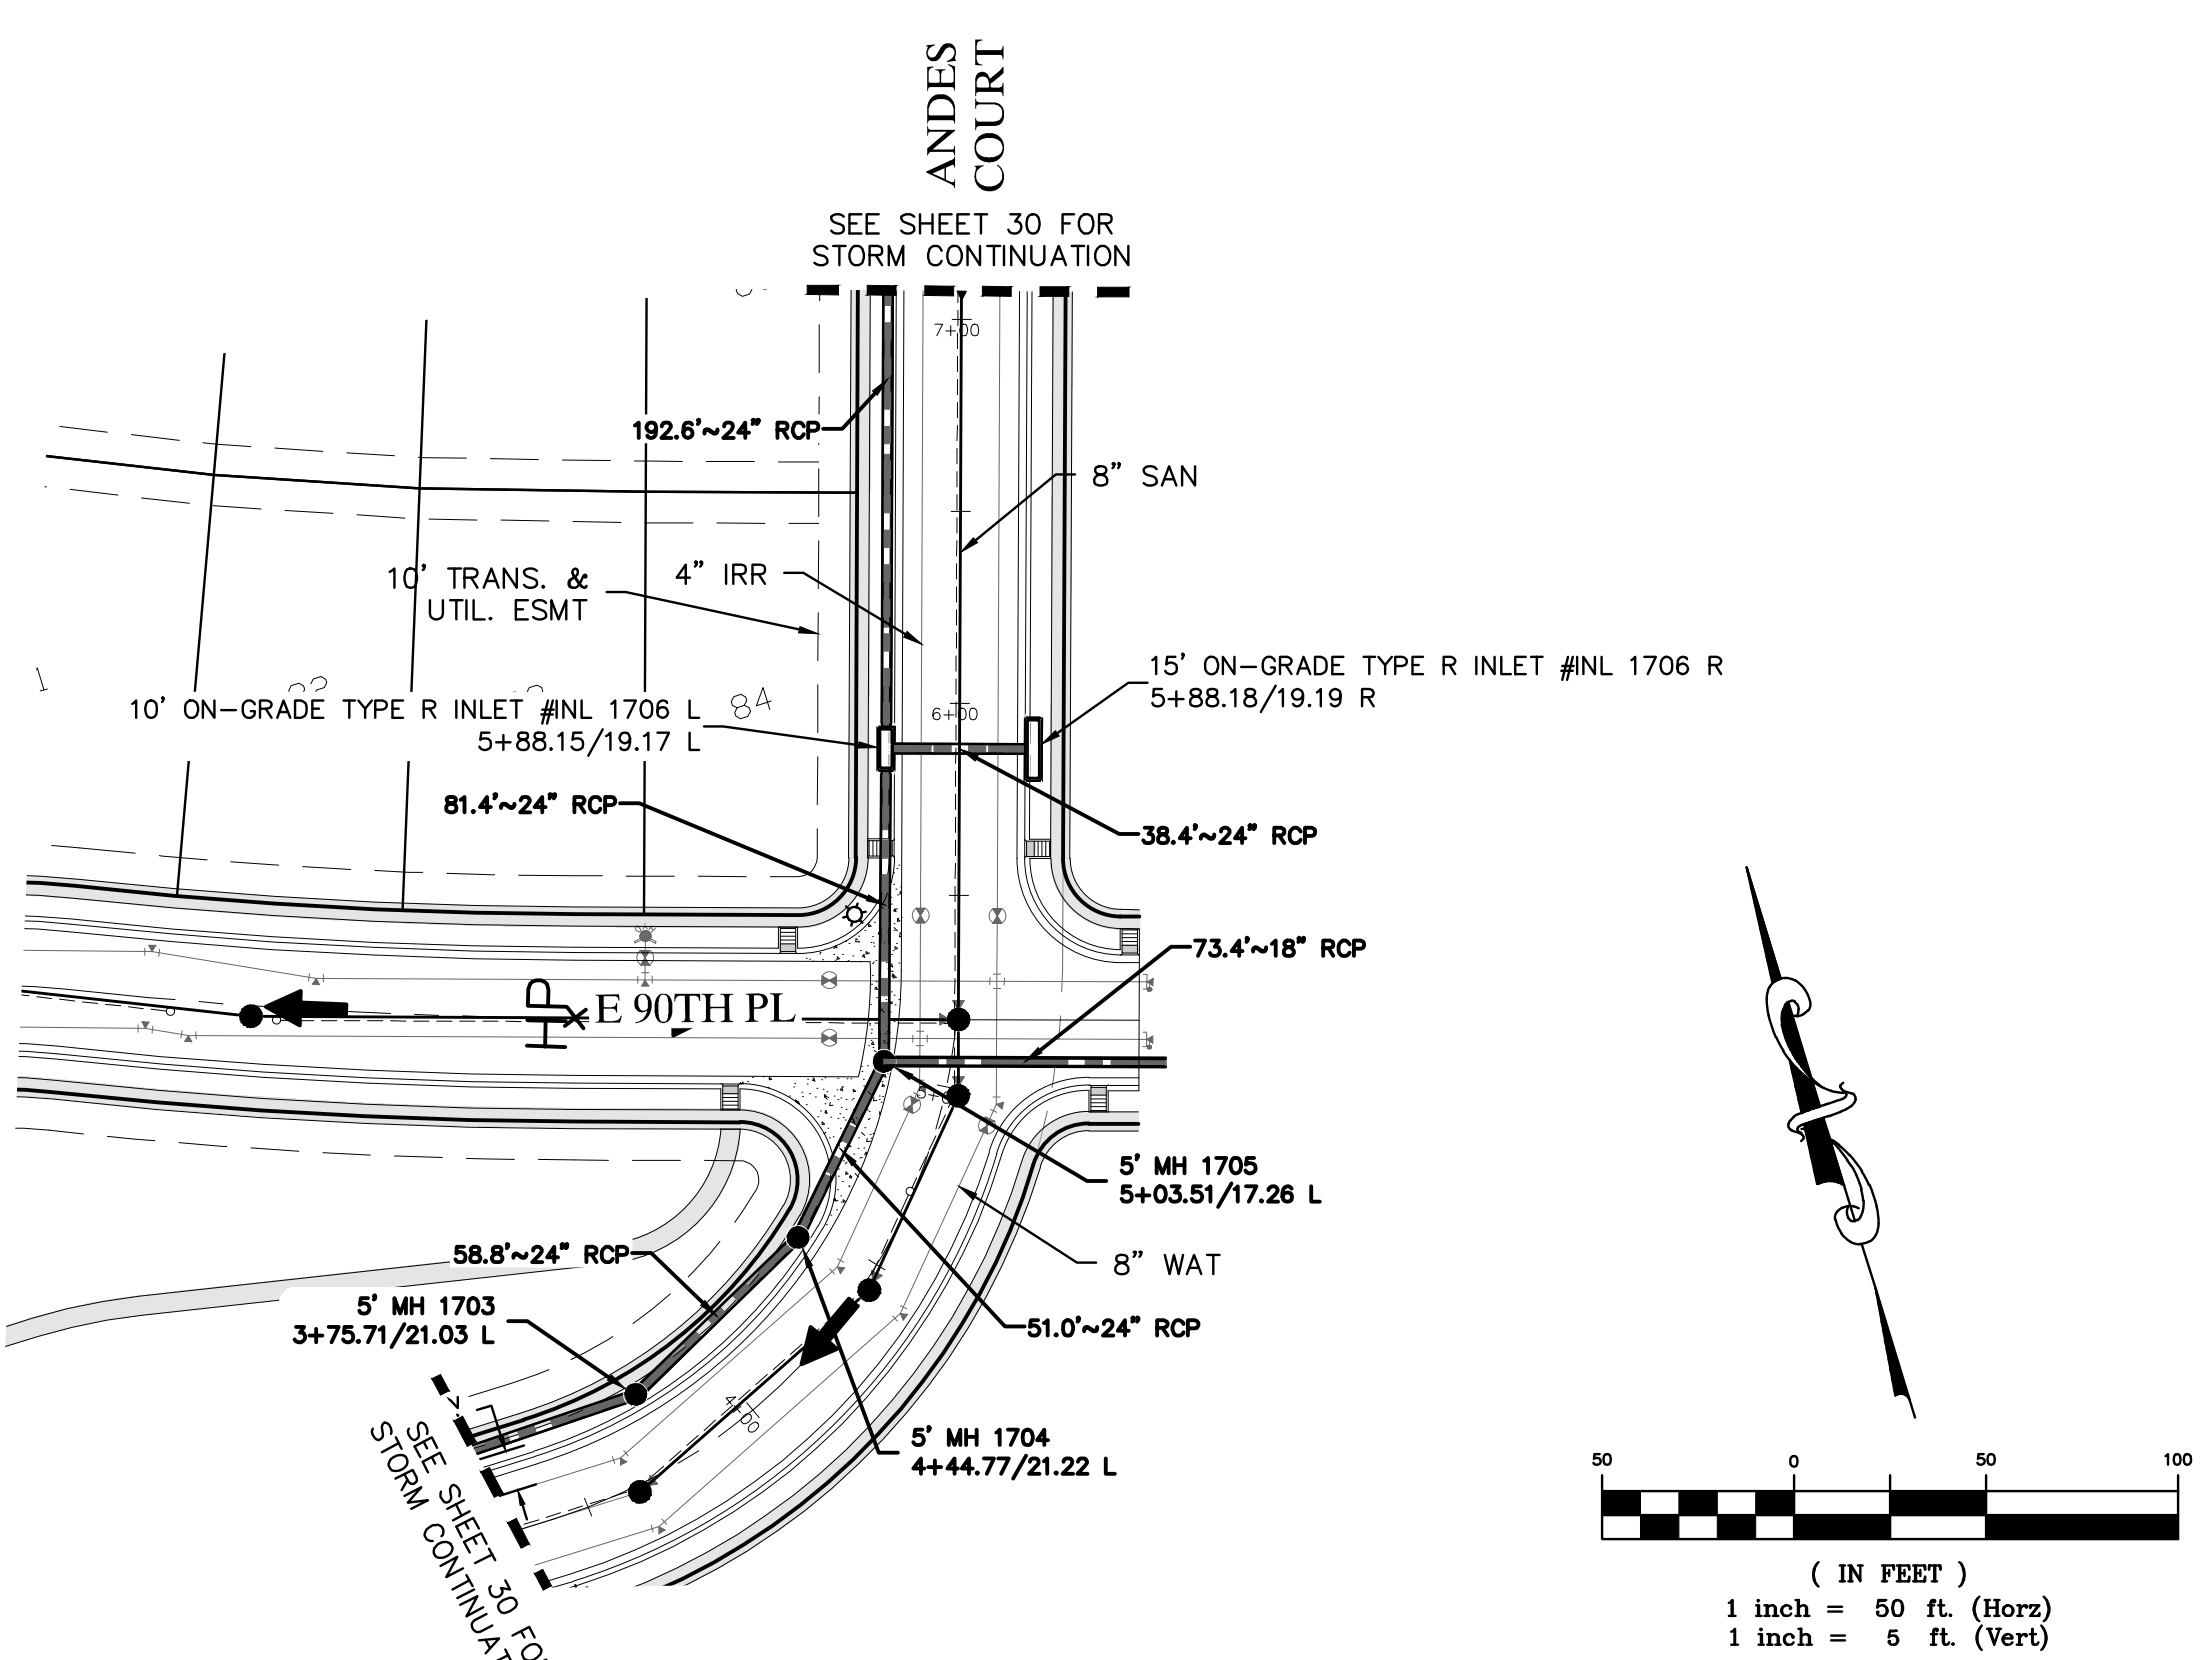 ANDES
COURT
SEE SHEET 30 FOR
STORM CONTINUATION
7+00
192.6'~24" RCP
8" SAN
10' TRANS. &
UTIL. ESMT
4" IRR
15' ON-GRADE TYPE R INLET #INL 1706 R
5+88.18/19.19 R
1
84
10' ON-GRADE TYPE R INLET #INL 1706 L
5+88.15/19.17 L
6+00
81.4'~24" RCP
38.4'~24" RCP
73.4'~18" RCP
E 90TH PL
5' MH 1705
5+03.51/17.26 L
58.8'~24" RCP
8" WAT
5' MH 1703
3+75.71/21.03 L
51.0'~24" RCP
4+00
5' MH 1704
4+44.77/21.22 L
SEE SHEET 30 FO
STORM CONTINUAT
50 0 50 100
( IN FEET )
1 inch = 50 ft. (Horz)
1 inch = 5 ft. (Vert)